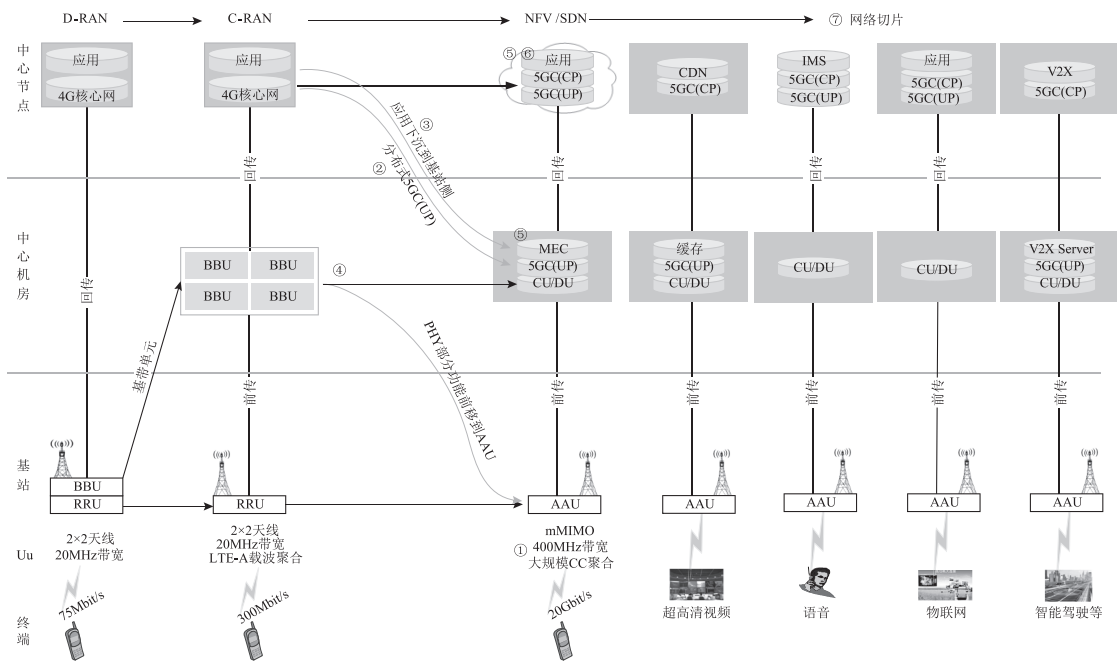 D-RAN
C-RAN
NFV /SDN
⑦ 网络切片
中心节点
应用
4G核心网
应用
4G核心网
⑤ ⑥ 应用
5GC(CP)
5GC(UP)
CDN
5GC(CP)
IMS
5GC(CP)
5GC(UP)
应用
5GC(CP)
5GC(UP)
V2X
5GC(CP)
③
应用下沉到基站侧
②
分布式5GC(UP)
回传
回传
回传
回传
回传
回传
回传
中心机房
BBU
BBU
BBU
BBU
④
⑤
MEC
5GC(UP)
CU/DU
缓存
5GC(UP)
CU/DU
CU/DU
CU/DU
V2X Server
5GC(UP)
CU/DU
基带单元
PHY部分功能前移到AAU
前传
前传
前传
前传
前传
前传
基站
BBU
RRU
RRU
AAU
AAU
AAU
AAU
AAU
Uu
2×2天线
20MHz带宽
2×2天线
20MHz带宽
LTE-A载波聚合
①
mMIMO
400MHz带宽
大规模CC聚合
终端
75Mbit/s
300Mbit/s
20Gbit/s
超高清视频
语音
物联网
智能驾驶等